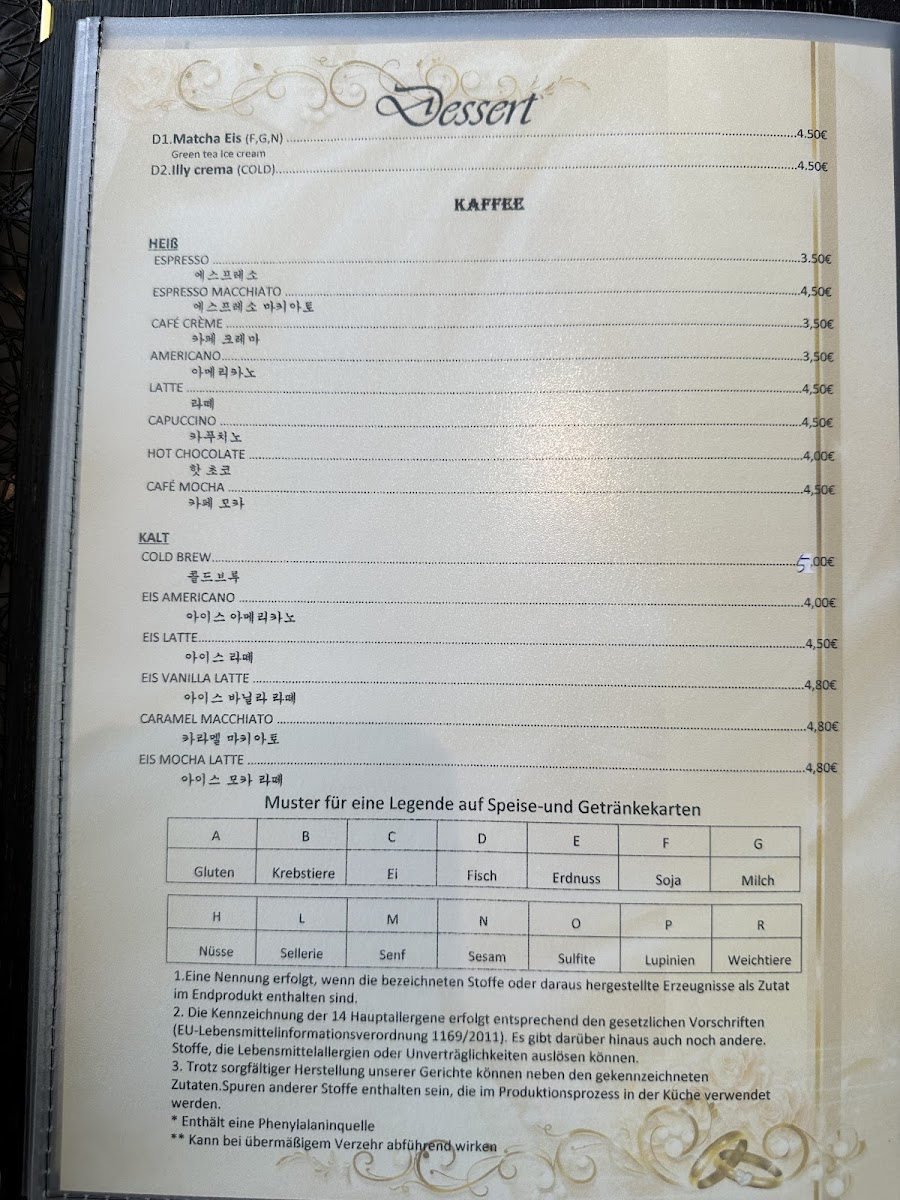 Dessert
D1.Matcha Eis (F,G,N) ..... 4.50€
Green tea ice cream
D2.Illy crema (COLD)..... 4.50€
KAFFEE
HEIß
ESPRESSO ..... 3.50€
에스프레소
ESPRESSO MACCHIATO ..... 4,50€
에스프레소 마키아토
CAFÉ CRÈME ..... 3,50€
카페 크레마
AMERICANO..... 3,50€
아메리카노
LATTE ..... 4,50€
라떼
CAPUCCINO ..... 4,50€
카푸치노
HOT CHOCOLATE ..... 4,00€
핫 초코
CAFÉ MOCHA ..... 4,50€
카페 모카
KALT
COLD BREW..... 5.00€
콜드브룩
EIS AMERICANO ..... 4,00€
아이스 아메리카노
EIS LATTE..... 4,50€
아이스 라떼
EIS VANILLA LATTE ..... 4,80€
아이스 바닐라 라떼
CARAMEL MACCHIATO ..... 4,80€
카라멜 마키아토
EIS MOCHA LATTE ..... 4,80€
아이스 모카 라떼
Muster für eine Legende auf Speise-und Getränkekarten
A B C D E F G
Gluten Krebstiere Ei Fisch Erdnuss Soja Milch
H L M N O P R
Nüsse Sellerie Senf Sesam Sulfite Lupinien Weichtiere
1.Eine Nennung erfolgt, wenn die bezeichneten Stoffe oder daraus hergestellte Erzeugnisse als Zutat
im Endprodukt enthalten sind.
2. Die Kennzeichnung der 14 Hauptallergene erfolgt entsprechend den gesetzlichen Vorschriften
(EU-Lebensmittelinformationsverordnung 1169/2011). Es gibt darüber hinaus auch noch andere.
Stoffe, die Lebensmittelallergien oder Unverträglichkeiten auslösen können.
3. Trotz sorgfältiger Herstellung unserer Gerichte können neben den gekennzeichneten
Zutaten.Spuren anderer Stoffe enthalten sein, die im Produktionsprozess in der Küche verwendet
werden.
* Enthält eine Phenylalaninquelle
** Kann bei übermäßigem Verzehr abführend wirken